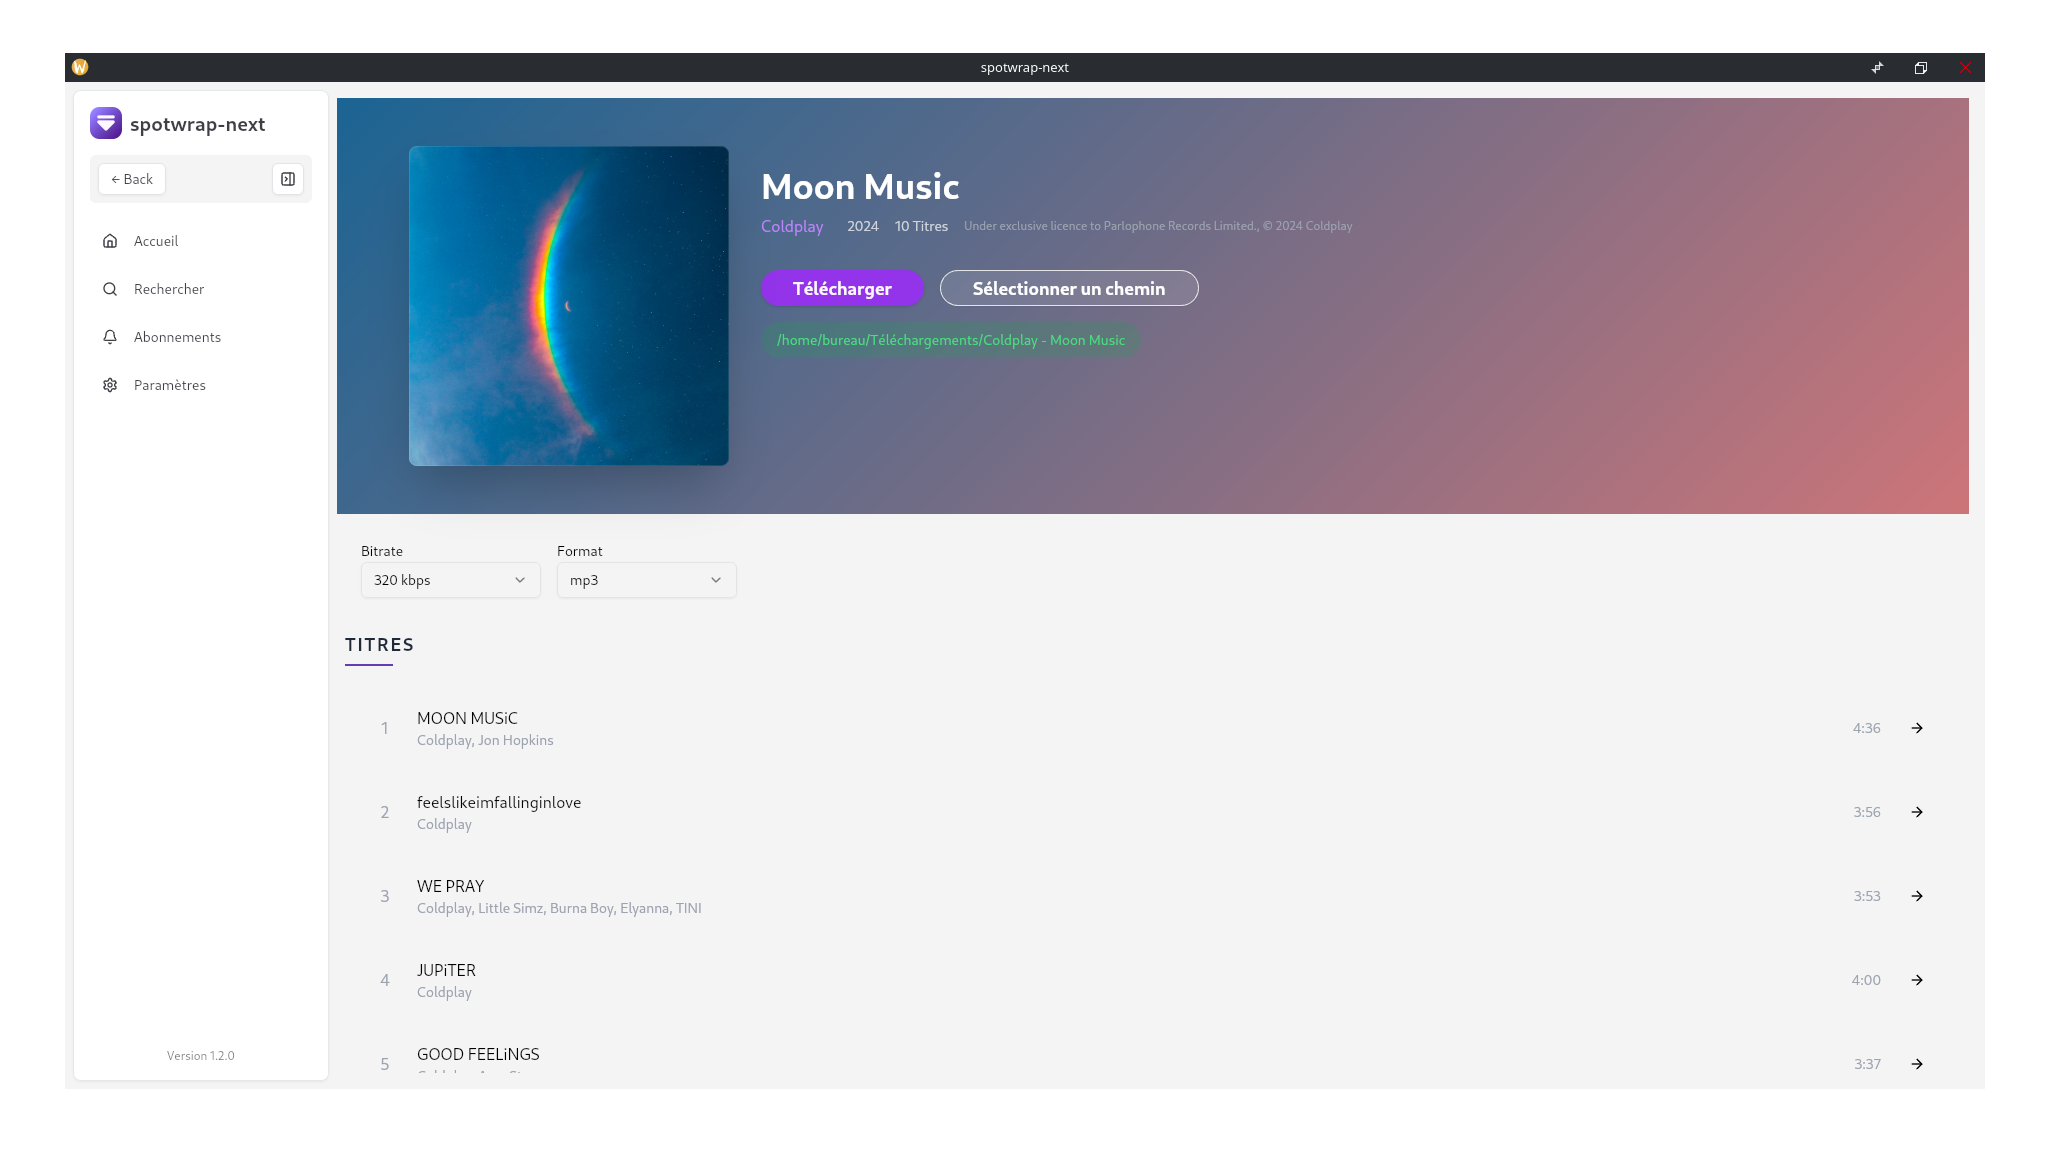 spotwrap-next
spotwrap-next
← Back
Accueil
Rechercher
Abonnements
Paramètres
Version 1.2.0
Moon Music
Coldplay 2024 10 Titres Under exclusive licence to Parlophone Records Limited., © 2024 Coldplay
Télécharger Sélectionner un chemin
/home/bureau/Téléchargements/Coldplay - Moon Music
Bitrate Format
320 kbps mp3
TITRES
1 MOON MUSiC 4:36
Coldplay, Jon Hopkins
2 feelslikeimfallinginlove 3:56
Coldplay
3 WE PRAY 3:53
Coldplay, Little Simz, Burna Boy, Elyanna, TINI
4 JUPiTER 4:00
Coldplay
5 GOOD FEELiNGS 3:37